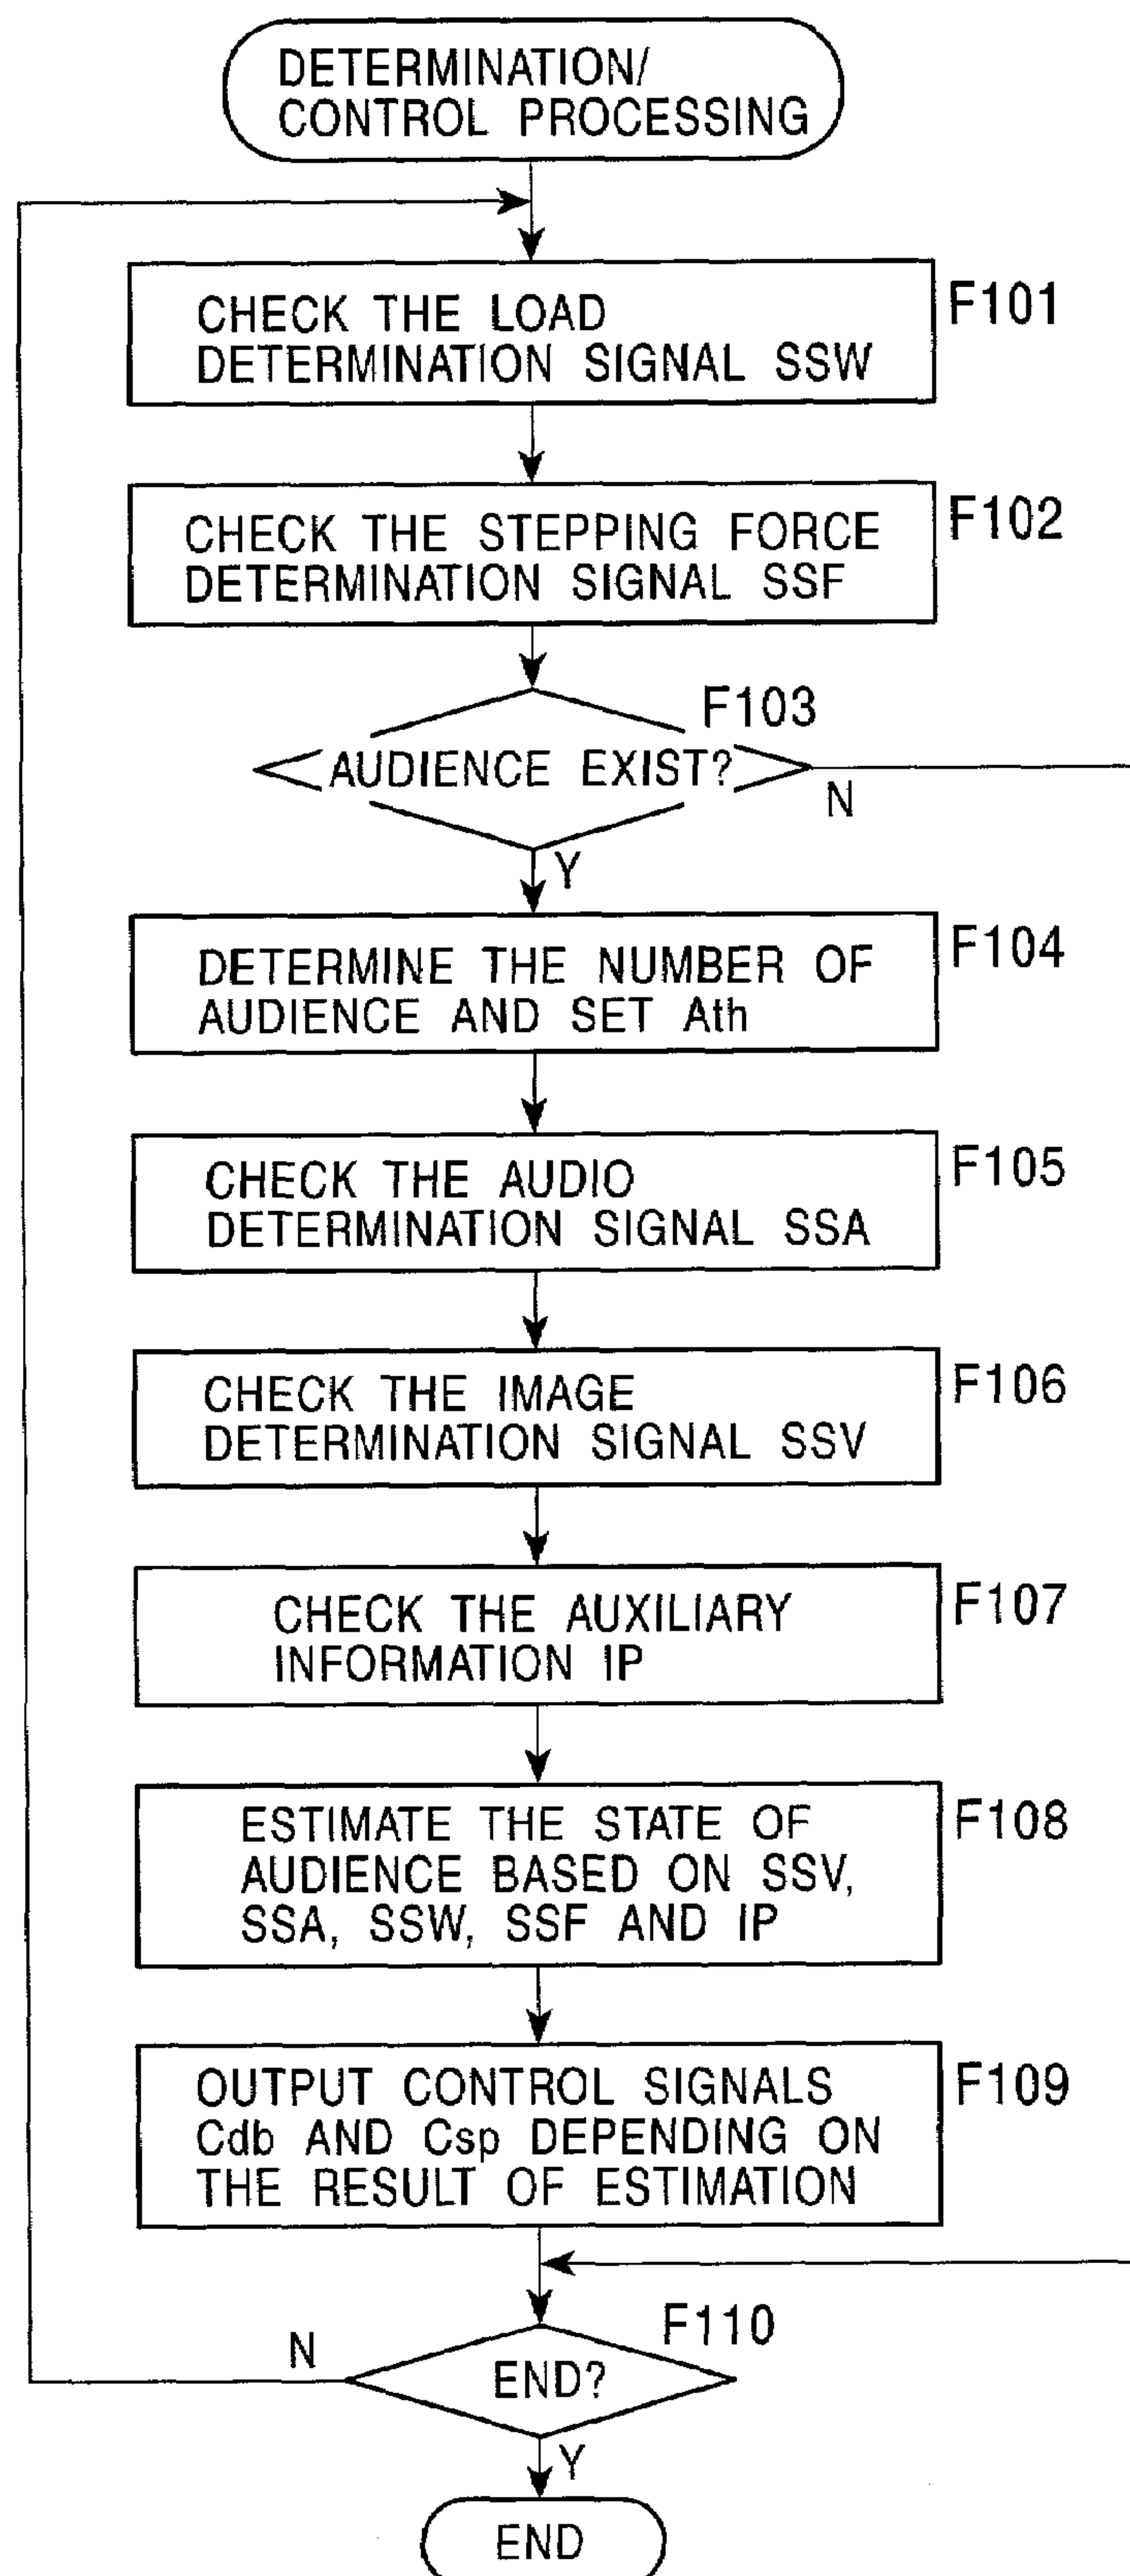 DETERMINATION/
CONTROL PROCESSING
CHECK THE LOAD
DETERMINATION SIGNAL SSW
F101
CHECK THE STEPPING FORCE
DETERMINATION SIGNAL SSF
F102
F103
AUDIENCE EXIST?
N
Y
DETERMINE THE NUMBER OF
AUDIENCE AND SET Ath
F104
CHECK THE AUDIO
DETERMINATION SIGNAL SSA
F105
CHECK THE IMAGE
DETERMINATION SIGNAL SSV
F106
CHECK THE AUXILIARY
INFORMATION IP
F107
ESTIMATE THE STATE OF
AUDIENCE BASED ON SSV,
SSA, SSW, SSF AND IP
F108
OUTPUT CONTROL SIGNALS
Cdb AND Csp DEPENDING ON
THE RESULT OF ESTIMATION
F109
F110
N
END?
Y
END